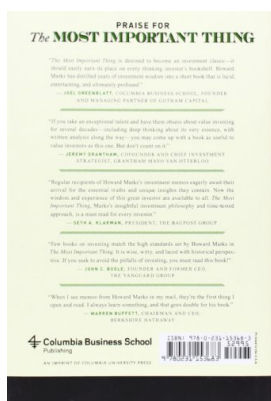 PRAISE FOR
The MOST IMPORTANT THING
"The Most Important Thing is destined to become an investment classic—it
should easily earn its place on every thinking investor's bookshelf. Howard
Marks has distilled years of investment wisdom into a short book that is lucid,
entertaining, and ultimately profound."
— JOEL GREENBLATT, COLUMBIA BUSINESS SCHOOL, FOUNDER
AND MANAGING PARTNER OF GOTHAM CAPITAL
"If you take an exceptional talent and have them obsess about value investing
for several decades—including deep thinking about its very essence, with
written analysis along the way—you may come up with a book as useful to
value investors as this one. But don't count on it."
— JEREMY GRANTHAM, COFOUNDER AND CHIEF INVESTMENT
STRATEGIST, GRANTHAM MAYO VAN OTTERLOO
"Regular recipients of Howard Marks's investment memos eagerly await their
arrival for the essential truths and unique insights they contain. Now the
wisdom and experience of this great investor are available to all. The Most
Important Thing, Marks's insightful investment philosophy and time-tested
approach, is a must read for every investor."
— SETH A. KLARMAN, PRESIDENT, THE BAUPOST GROUP
"Few books on investing match the high standards set by Howard Marks in
The Most Important Thing. It is wise, witty, and laced with historical perspec-
tive. If you seek to avoid the pitfalls of investing, you must read this book!"
— JOHN C. BOGLE, FOUNDER AND FORMER CEO,
THE VANGUARD GROUP
"When I see memos from Howard Marks in my mail, they're the first thing I
open and read. I always learn something, and that goes double for his book."
— WARREN BUFFETT, CHAIRMAN AND CEO,
BERKSHIRE HATHAWAY
Columbia Business School
Publishing
AN IMPRINT OF COLUMBIA UNIVERSITY PRESS
ISBN: 978-0-231-15368-3
52995
9 780231 153683